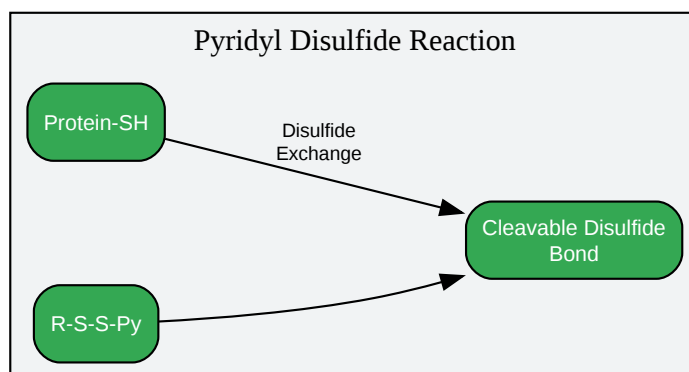 Pyridyl Disulfide Reaction
Protein-SH
Disulfide
Exchange
Cleavable Disulfide
Bond
R-S-S-Py